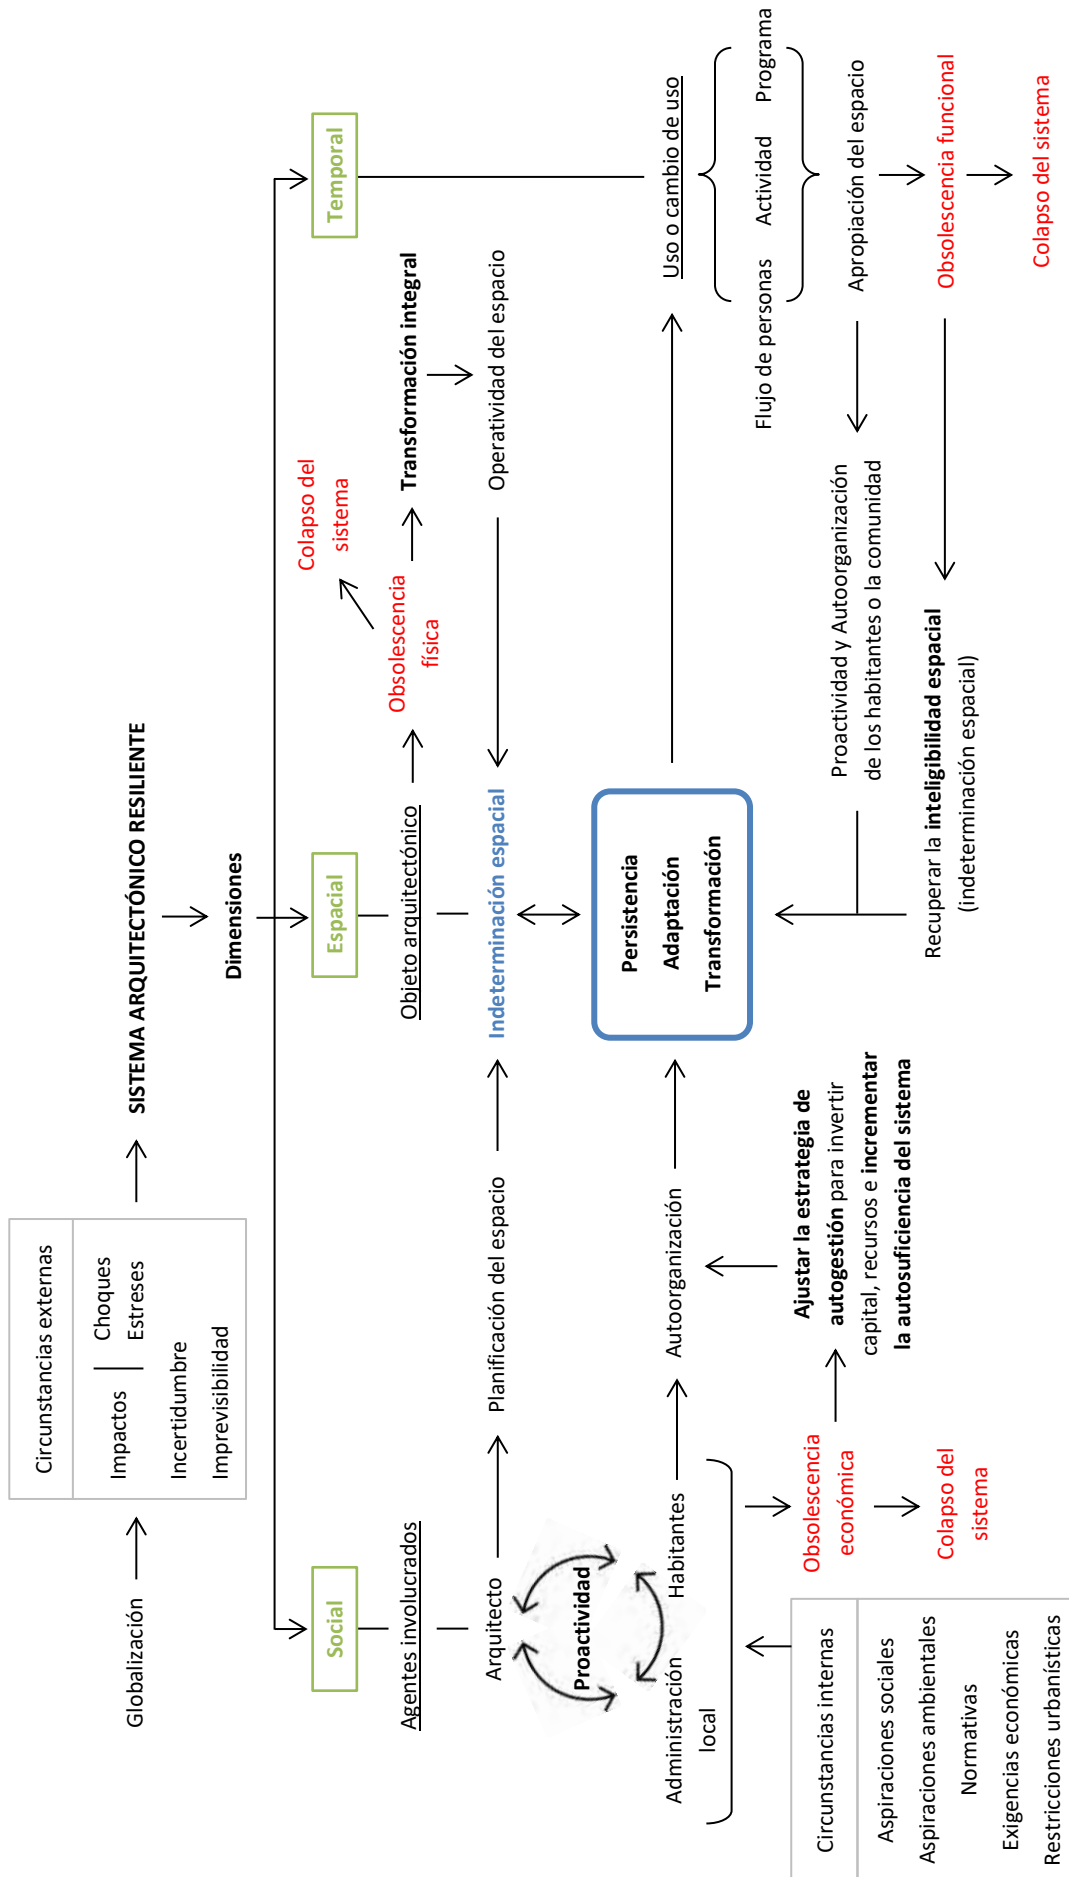 Globalización
Circunstancias externas
Impactos
Choques
Estreses
Incertidumbre
Imprevisibilidad
SISTEMA ARQUITECTÓNICO RESILIENTE
Dimensiones
Social
Espacial
Temporal
Agentes involucrados
Objeto arquitectónico
Obsolescencia
física
Colapso del
sistema
Transformación integral
Arquitecto
Planificación del espacio
Indeterminación espacial
Operatividad del espacio
Proactividad
Administración
local
Habitantes
Autoorganización
Persistencia
Adaptación
Transformación
Uso o cambio de uso
Flujo de personas
Actividad
Programa
Circunstancias internas
Aspiraciones sociales
Aspiraciones ambientales
Normativas
Exigencias económicas
Restricciones urbanísticas
Obsolescencia
económica
Colapso del
sistema
Ajustar la estrategia de
autogestión para invertir
capital, recursos e incrementar
la autosuficiencia del sistema
Proactividad y Autoorganización
de los habitantes o la comunidad
Apropiación del espacio
Recuperar la inteligibilidad espacial
(indeterminación espacial)
Obsolescencia funcional
Colapso del sistema